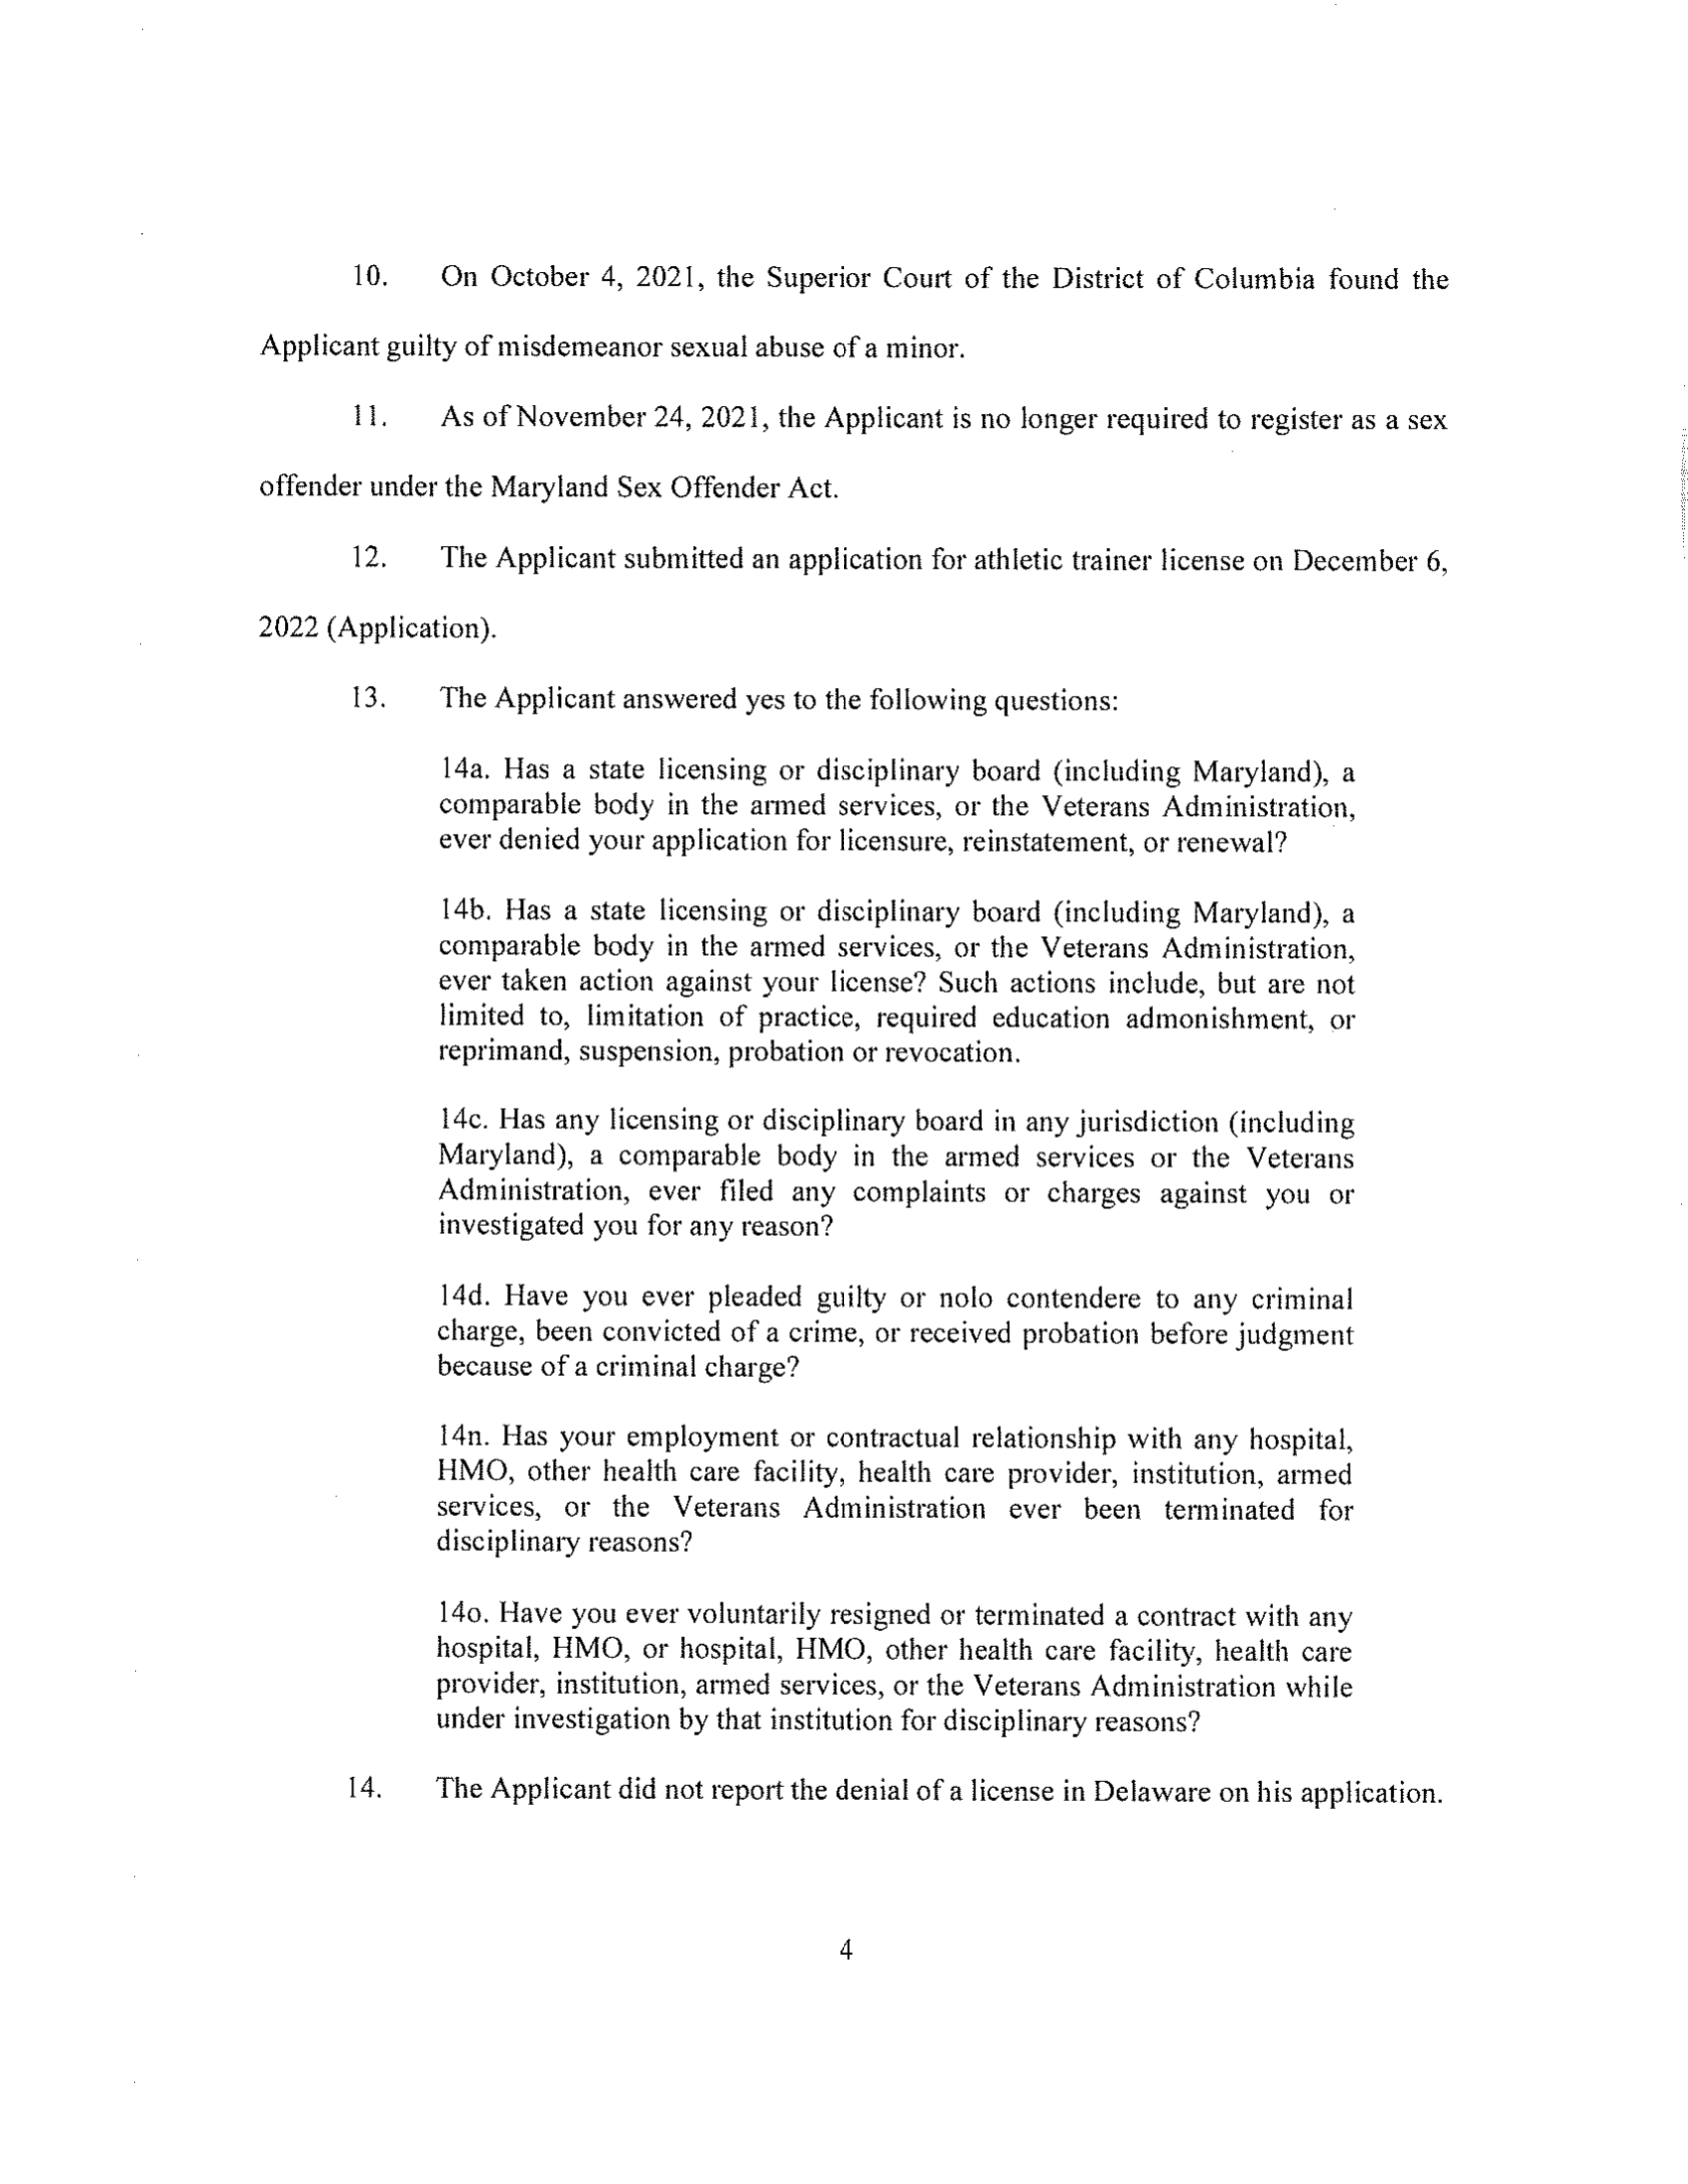 10. On October 4, 2021, the Superior Court of the District of Columbia found the
Applicant guilty of misdemeanor sexual abuse of a minor.
11. As of November 24, 2021, the Applicant is no longer required to register as a sex
offender under the Maryland Sex Offender Act.
12. The Applicant submitted an application for athletic trainer license on December 6,
2022 (Application).
13. The Applicant answered yes to the following questions:
14a. Has a state licensing or disciplinary board (including Maryland), a
comparable body in the armed services, or the Veterans Administration,
ever denied your application for licensure, reinstatement, or renewal?
14b. Has a state licensing or disciplinary board (including Maryland), a
comparable body in the armed services, or the Veterans Administration,
ever taken action against your license? Such actions include, but are not
limited to, limitation of practice, required education admonishment, or
reprimand, suspension, probation or revocation.
14c. Has any licensing or disciplinary board in any jurisdiction (including
Maryland), a comparable body in the armed services or the Veterans
Administration, ever filed any complaints or charges against you or
investigated you for any reason?
14d. Have you ever pleaded guilty or nolo contendere to any criminal
charge, been convicted of a crime, or received probation before judgment
because of a criminal charge?
14n. Has your employment or contractual relationship with any hospital,
HMO, other health care facility, health care provider, institution, armed
services, or the Veterans Administration ever been terminated for
disciplinary reasons?
14o. Have you ever voluntarily resigned or terminated a contract with any
hospital, HMO, or hospital, HMO, other health care facility, health care
provider, institution, armed services, or the Veterans Administration while
under investigation by that institution for disciplinary reasons?
14. The Applicant did not report the denial of a license in Delaware on his application.
4